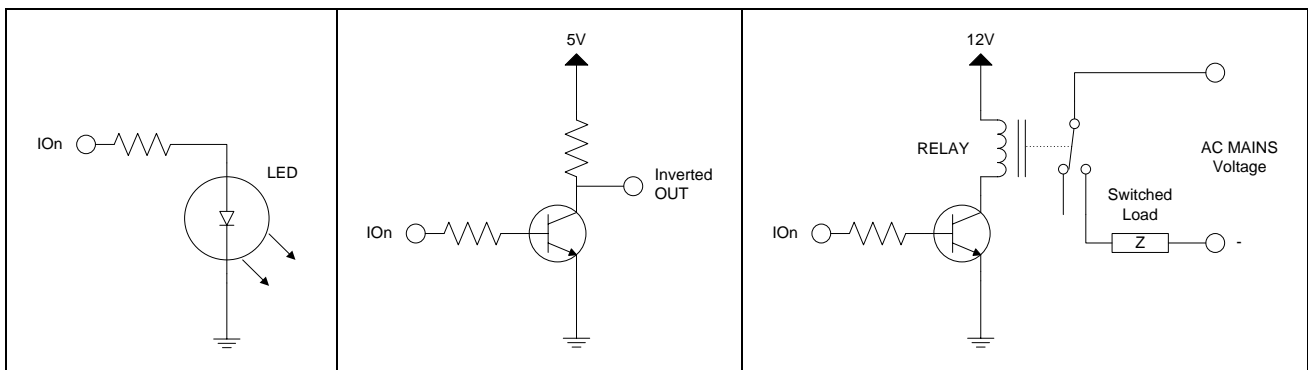 IOn
LED
5V
Inverted
OUT
IOn
12V
RELAY
AC MAINS
Voltage
Switched
Load
IOn
Z
-